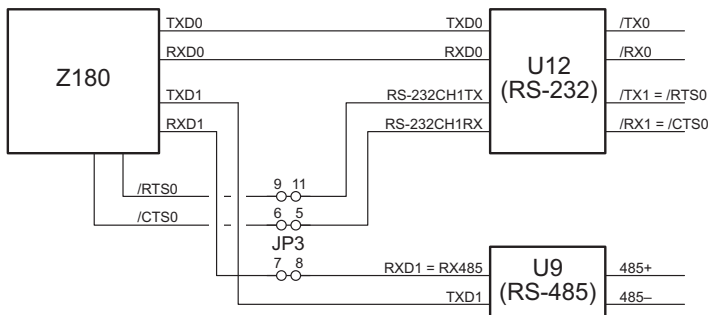 TXD0 TXD0 /TX0
RXD0 RXD0 /RX0
Z180 U12
(RS-232)
TXD1 RS-232CH1TX /TX1 = /RTS0
RXD1 RS-232CH1RX /RX1 = /CTS0
/RTS0 9 11
/CTS0 6 5
JP3
7 8 RXD1 = RX485 U9 485+
TXD1 (RS-485) 485–